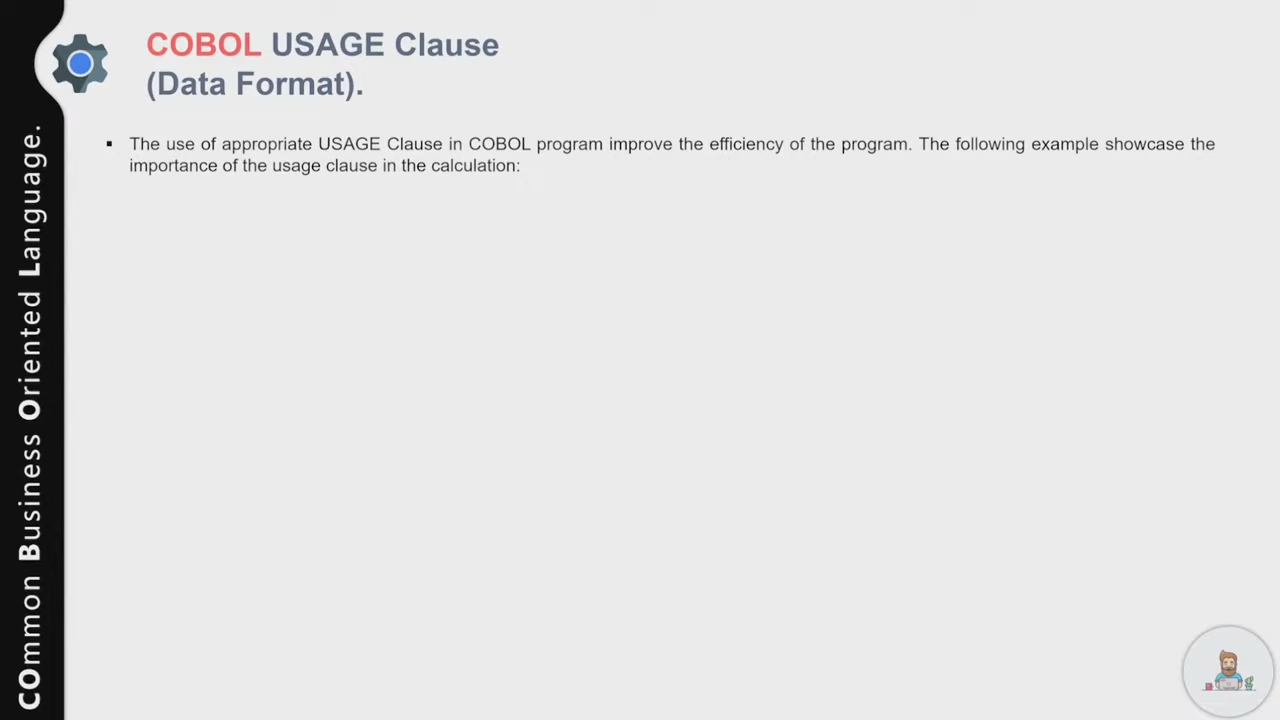 COBOL USAGE Clause
(Data Format).
▪ The use of appropriate USAGE Clause in COBOL program improve the efficiency of the program. The following example showcase the
importance of the usage clause in the calculation:
COmmon Business Oriented Language.